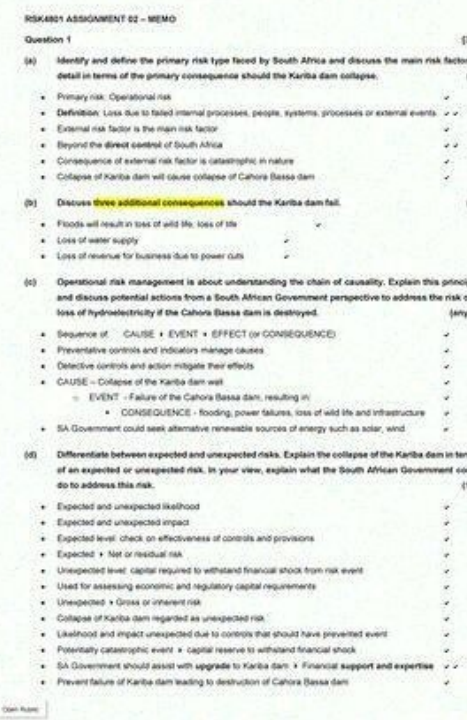 RSK4801 ASSIGNMENT 02 – MEMO
Question 1
(a) Identify and define the primary risk type faced by South Africa and discuss the main risk factor
detail in terms of the primary consequence should the Kariba dam collapse.
• Primary risk: Operational risk ✓
• Definition: Loss due to failed internal processes, people, systems, processes or external events ✓✓
• External risk factor is the main risk factor ✓
• Beyond the direct control of South Africa ✓✓
• Consequence of external risk factor is catastrophic in nature ✓
• Collapse of Kariba dam will cause collapse of Cahora Bassa dam ✓
(b) Discuss three additional consequences should the Kariba dam fail.
• Floods will result in loss of wild life; loss of life ✓
• Loss of water supply ✓
• Loss of revenue for business due to power cuts ✓
(c) Operational risk management is about understanding the chain of causality. Explain this princi
and discuss potential actions from a South African Government perspective to address the risk o
loss of hydroelectricity if the Cahora Bassa dam is destroyed. (any
• Sequence of CAUSE EVENT EFFECT (or CONSEQUENCE) ✓
• Preventative controls and indicators manage causes ✓
• Detective controls and action mitigate their effects ✓
• CAUSE – Collapse of the Kariba dam wall ✓
○ EVENT - Failure of the Cahora Bassa dam; resulting in: ✓
▪ CONSEQUENCE - flooding, power failures, loss of wild life and infrastructure ✓
• SA Government could seek alternative renewable sources of energy such as solar, wind ✓
(d) Differentiate between expected and unexpected risks. Explain the collapse of the Kariba dam in ter
of an expected or unexpected risk. In your view, explain what the South African Government co
do to address this risk.
• Expected and unexpected likelihood ✓
• Expected and unexpected impact ✓
• Expected level: check on effectiveness of controls and provisions ✓
• Expected Net or residual risk ✓
• Unexpected level: capital required to withstand financial shock from risk event ✓
• Used for assessing economic and regulatory capital requirements ✓
• Unexpected Gross or inherent risk ✓
• Collapse of Kariba dam regarded as unexpected risk ✓
• Likelihood and impact unexpected due to controls that should have prevented event ✓
• Potentially catastrophic event capital reserve to withstand financial shock ✓
• SA Government should assist with upgrade to Kariba dam Financial support and expertise ✓✓
• Prevent failure of Kariba dam leading to destruction of Cahora Bassa dam ✓
Open Rubric